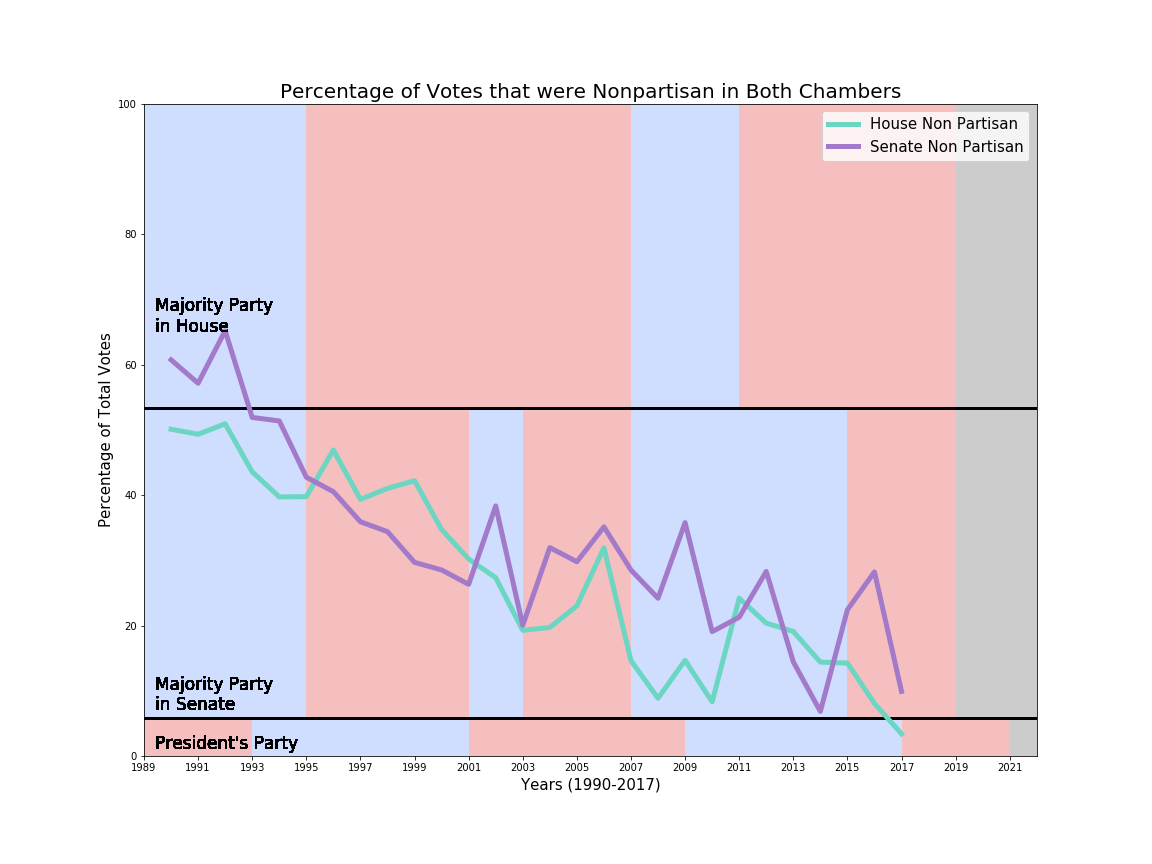 Percentage of Votes that were Nonpartisan in Both Chambers
100
80
60
40
20
0
Percentage of Total Votes
House Non Partisan
Senate Non Partisan
Majority Party
in House
Majority Party
in Senate
President's Party
1989 1991 1993 1995 1997 1999 2001 2003 2005 2007 2009 2011 2013 2015 2017 2019 2021
Years (1990-2017)